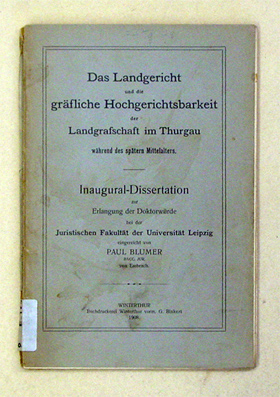 Das Landgericht
und die
gräfliche Hochgerichtsbarkeit
der
Landgrafschaft im Thurgau
während des spätern Mittelalters.
Inaugural-Dissertation
zur
Erlangung der Doktorwürde
bei der
Juristischen Fakultät der Universität Leipzig
eingereicht von
PAUL BLUMER
von
WINTERTHUR
Buchdruckerei Winterthur vorm. G. Binkert
1908